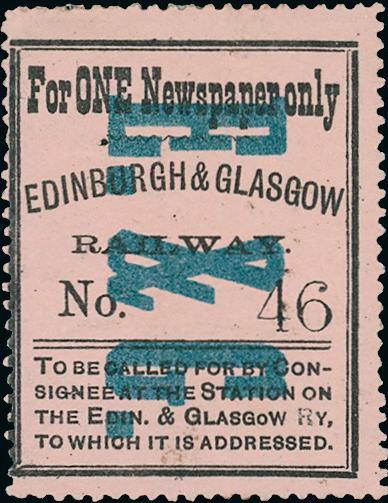 For ONE Newspaper only
EDINBURGH & GLASGOW
RAILWAY.
No. 46
TO BE CALLED FOR BY CON-
SIGNEE AT THE STATION ON
THE EDIN. & GLASGOW RY,
TO WHICH IT IS ADDRESSED.